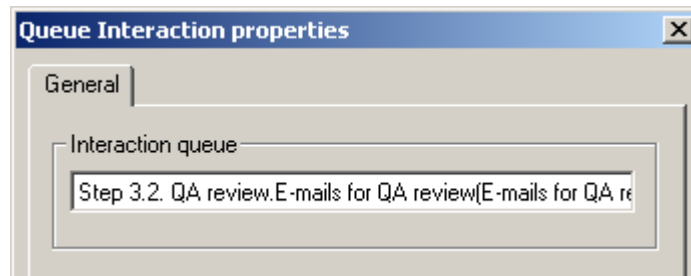 Queue Interaction properties
General
Interaction queue
Step 3.2. QA review.E-mails for QA review(E-mails for QA re